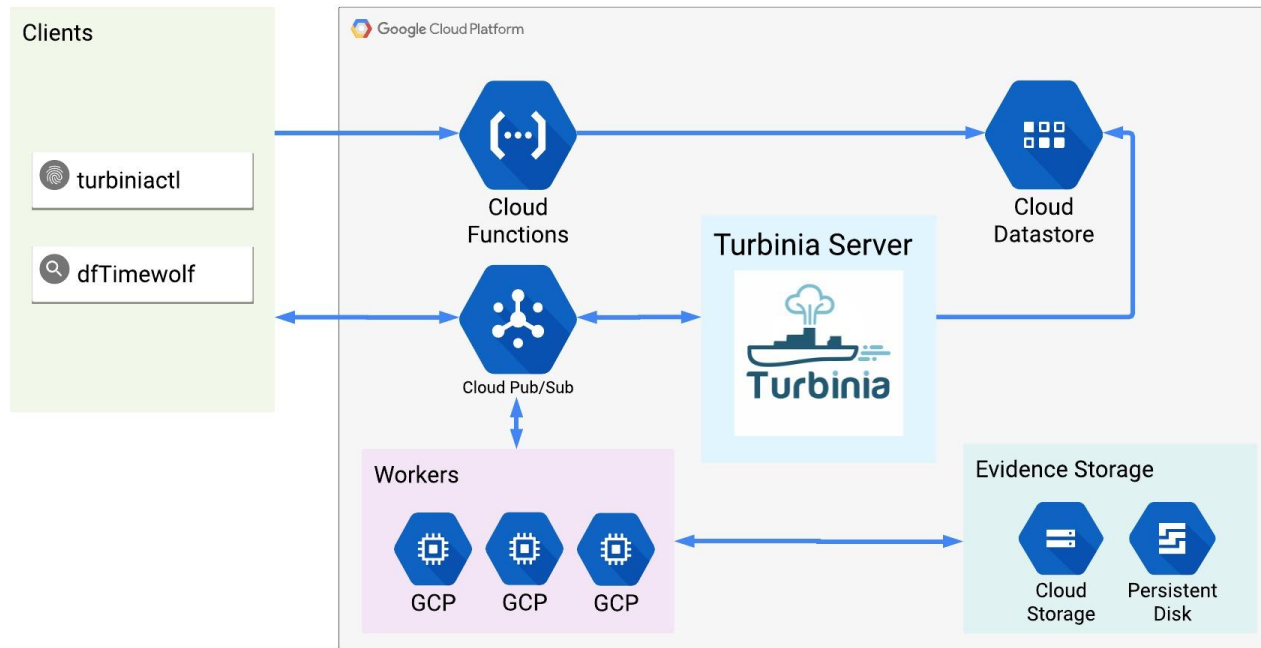 Clients
turbiniactl
dfTimewolf
Google Cloud Platform
Cloud
Functions
Cloud
Datastore
Turbinia Server
Turbinia
Cloud Pub/Sub
Workers
GCP
GCP
GCP
Evidence Storage
Cloud
Storage
Persistent
Disk